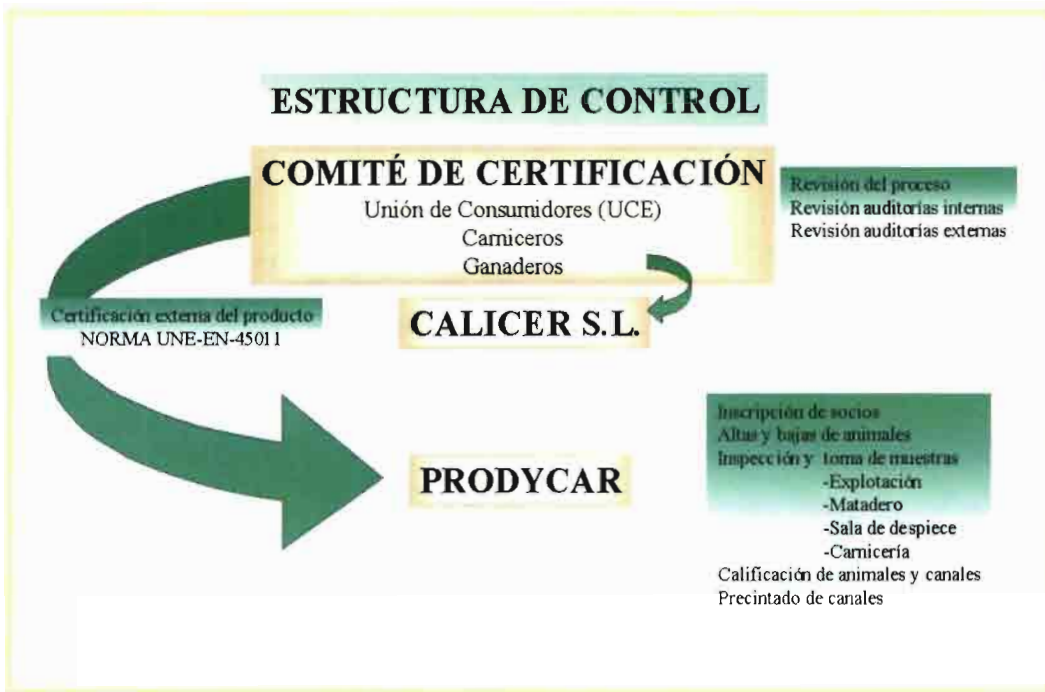 ESTRUCTURA DE CONTROL
COMITÉ DE CERTIFICACIÓN
Unión de Consumidores (UCE)
Carniceros
Ganaderos
Revisión del proceso
Revisión auditorías internas
Revisión auditorías externas
Certificación externa del producto
NORMA UNE-EN-45011
CALICER S.L.
PRODYCAR
Inscripción de socios
Altas y bajas de animales
Inspección y toma de muestras
-Explotación
-Matadero
-Sala de despiece
-Carnicería
Calificación de animales y canales
Precintado de canales